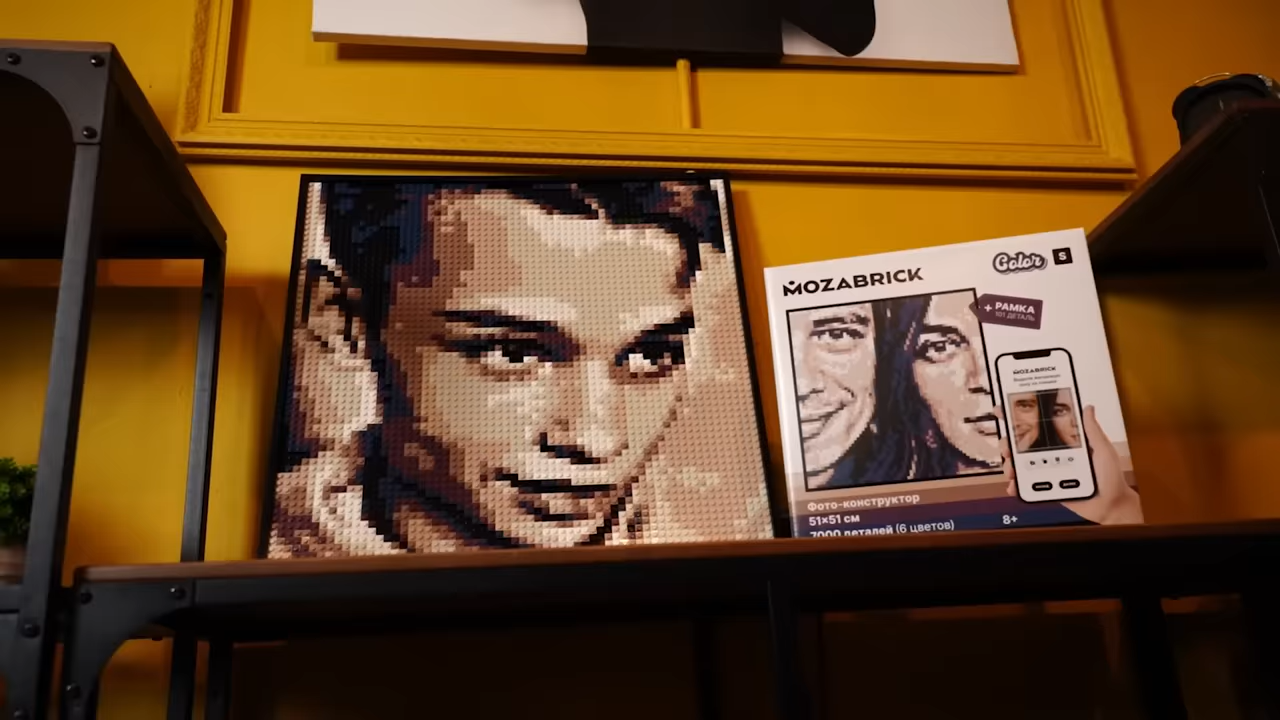 MOZABRICK
Color
S
+ РАМКА
101 ДЕТАЛЬ
MOZABRICK
Фото-конструктор
51×51 см
7000 деталей (6 цветов)
8+